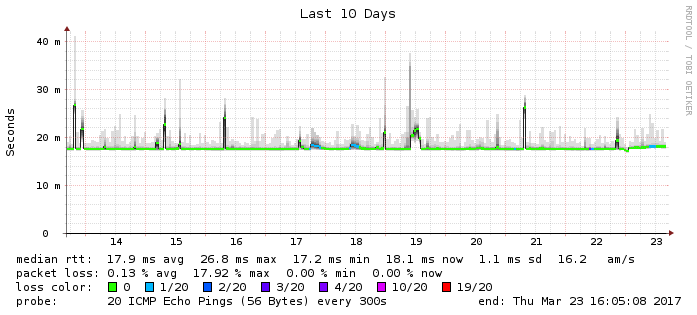 Last 10 Days
RRDTOOL / TOBI OETIKER
Seconds
40 m
30 m
20 m
10 m
0
14 15 16 17 18 19 20 21 22 23
median rtt: 17.9 ms avg 26.8 ms max 17.2 ms min 18.1 ms now 1.1 ms sd 16.2 am/s
packet loss: 0.13 % avg 17.92 % max 0.00 % min 0.00 % now
loss color: 0 1/20 2/20 3/20 4/20 10/20 19/20
probe: 20 ICMP Echo Pings (56 Bytes) every 300s end: Thu Mar 23 16:05:08 2017